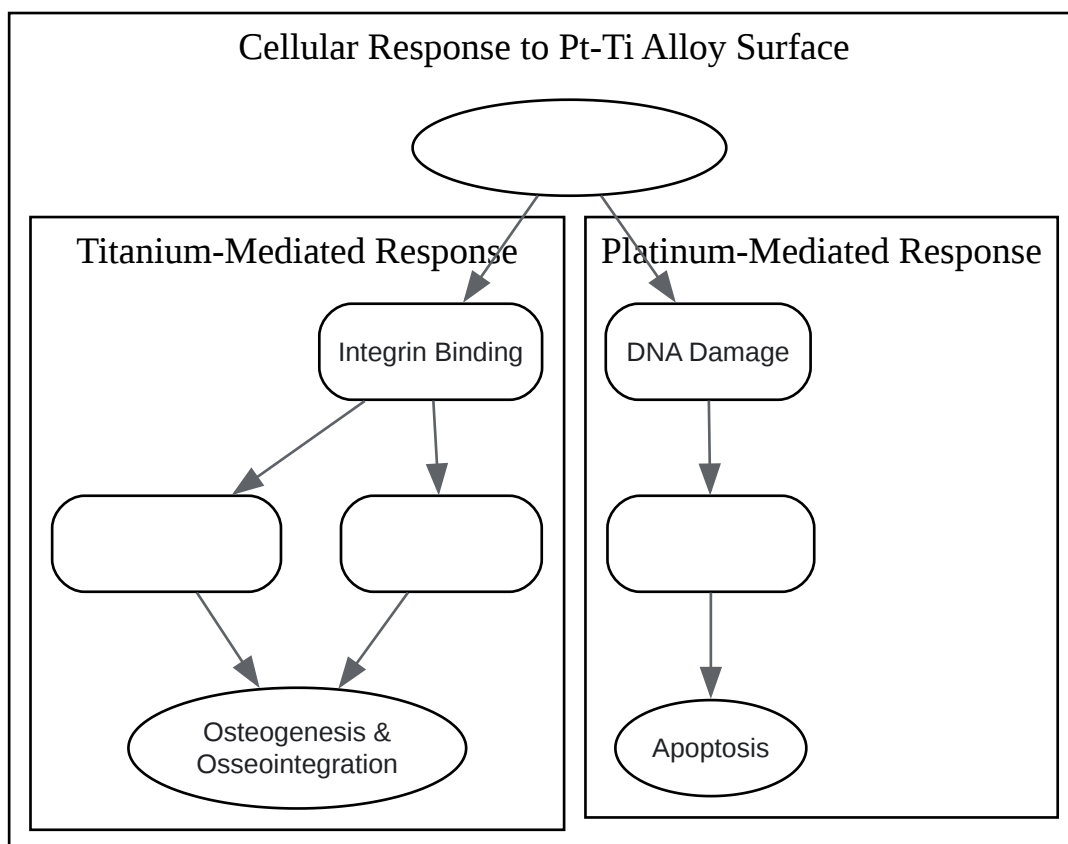 Cellular Response to Pt-Ti Alloy Surface
Titanium-Mediated Response
Platinum-Mediated Response
Integrin Binding
DNA Damage
Osteogenesis &
Osseointegration
Apoptosis